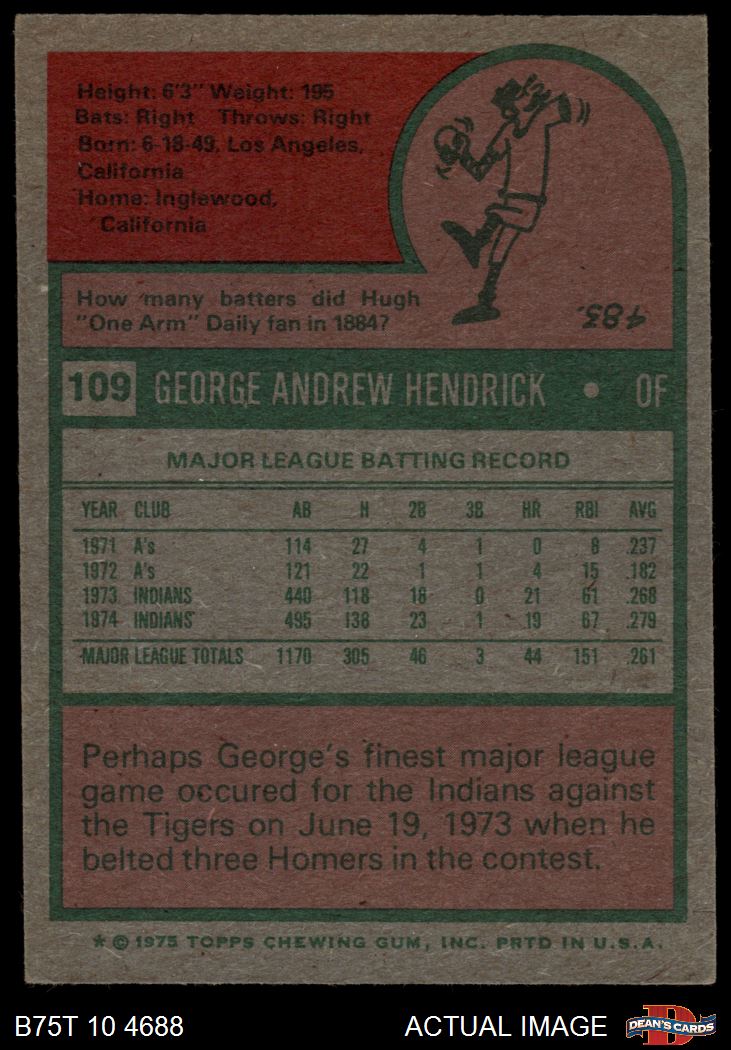 Height: 6'3" Weight: 195
Bats: Right Throws: Right
Born: 6-18-49, Los Angeles,
California
Home: Inglewood,
California
How many batters did Hugh
"One Arm" Daily fan in 1884?
483.
109 GEORGE ANDREW HENDRICK • OF
MAJOR LEAGUE BATTING RECORD
YEAR CLUB AB H 2B 3B HR RBI AVG
1971 A's 114 27 4 1 0 8 .237
1972 A's 121 22 1 1 4 15 .182
1973 INDIANS 440 118 18 0 21 61 .268
1974 INDIANS 495 138 23 1 19 67 .279
MAJOR LEAGUE TOTALS 1170 305 46 3 44 151 .261
Perhaps George's finest major league
game occured for the Indians against
the Tigers on June 19, 1973 when he
belted three Homers in the contest.
* © 1975 TOPPS CHEWING GUM, INC. PRTD IN U.S.A.
B75T 10 4688 ACTUAL IMAGE D DEAN'S CARDS